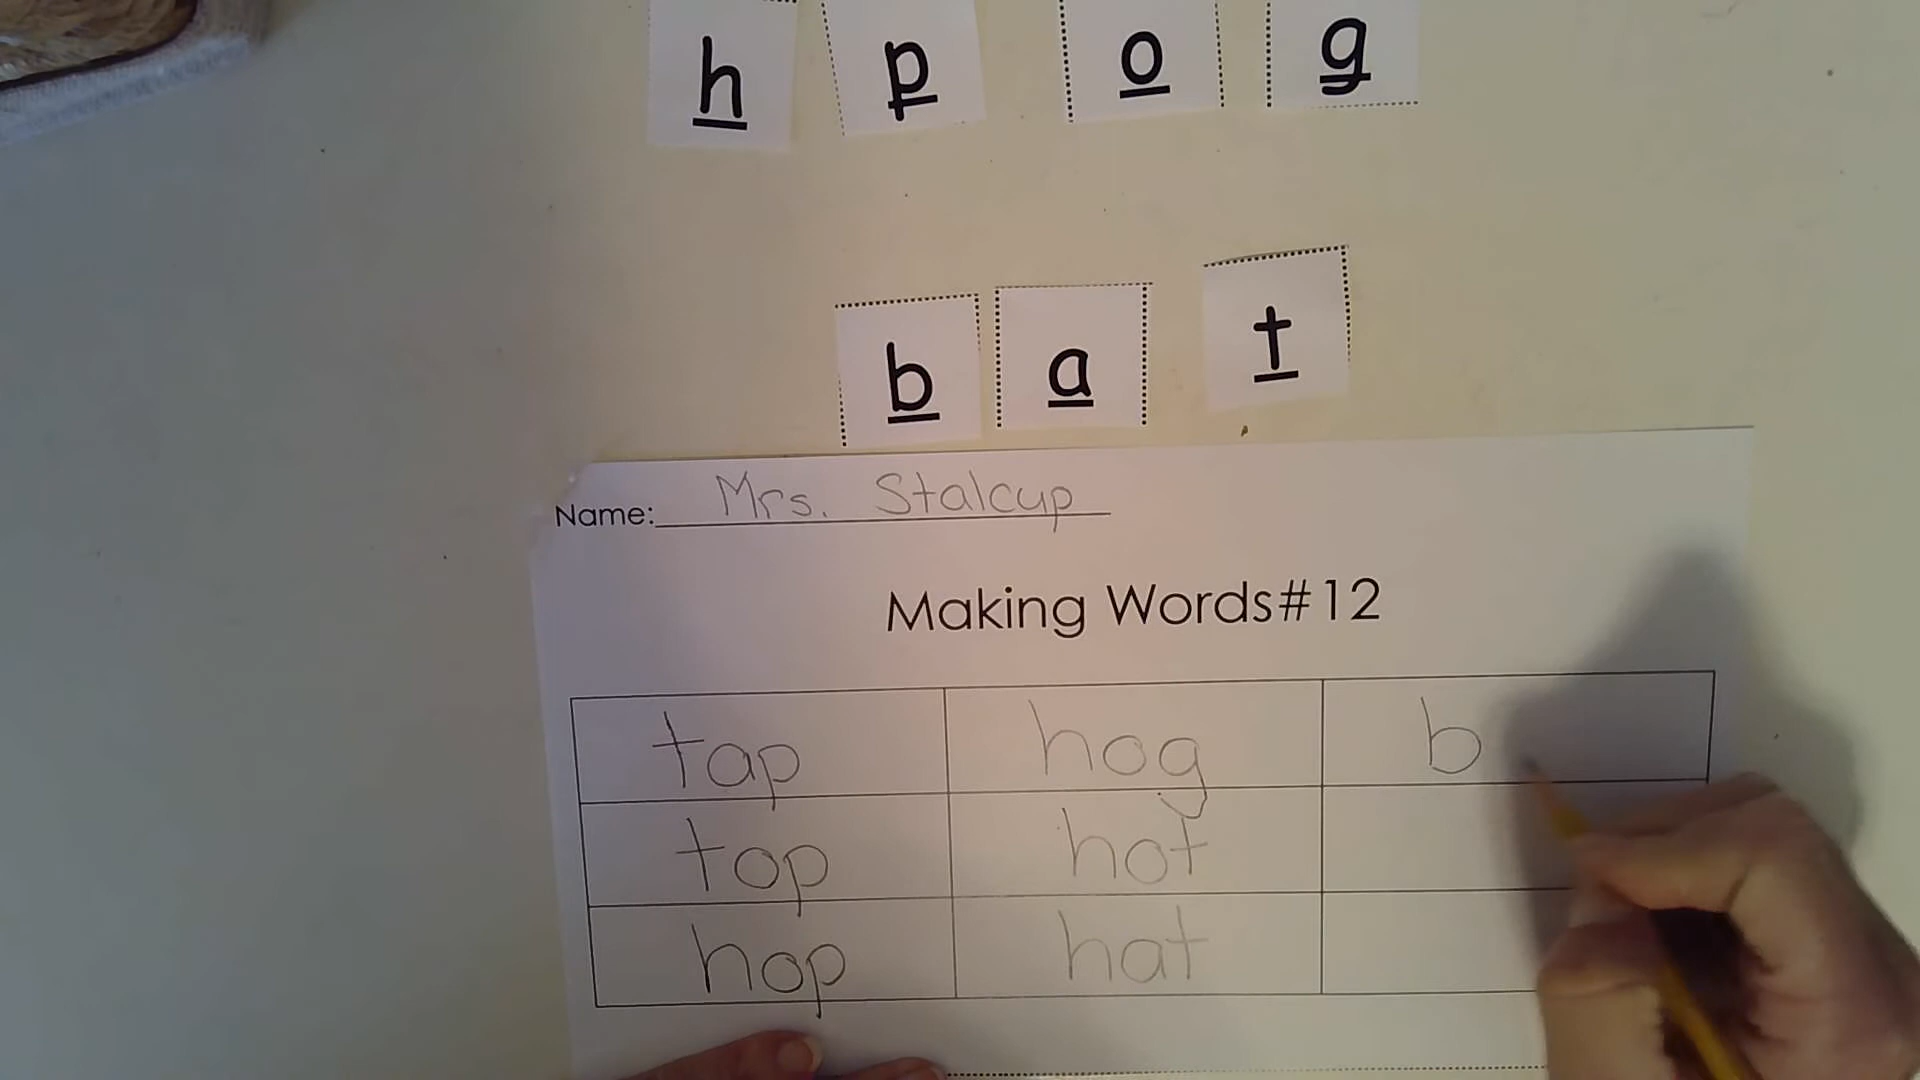 h p o g
b a t
Name: Mrs. Stalcup
Making Words#12
tap hog b
top hot
hop hat